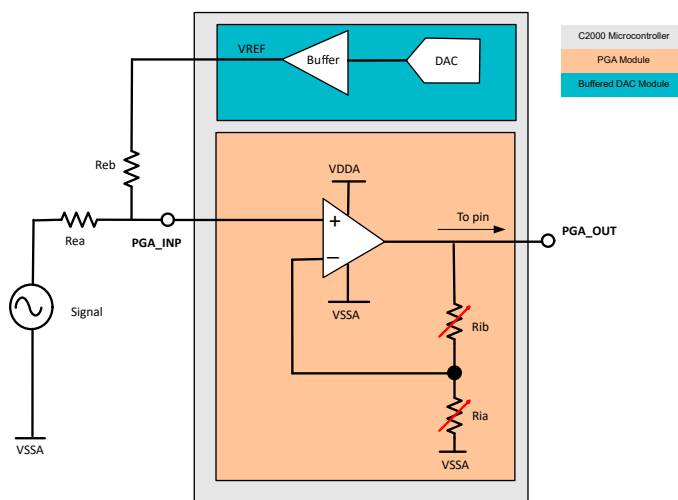 C2000 Microcontroller
PGA Module
Buffered DAC Module
VREF
Buffer
DAC
Reb
VDDA
To pin
PGA_OUT
Rea
PGA_INP
+
−
Signal
VSSA
Rib
Ria
VSSA
VSSA